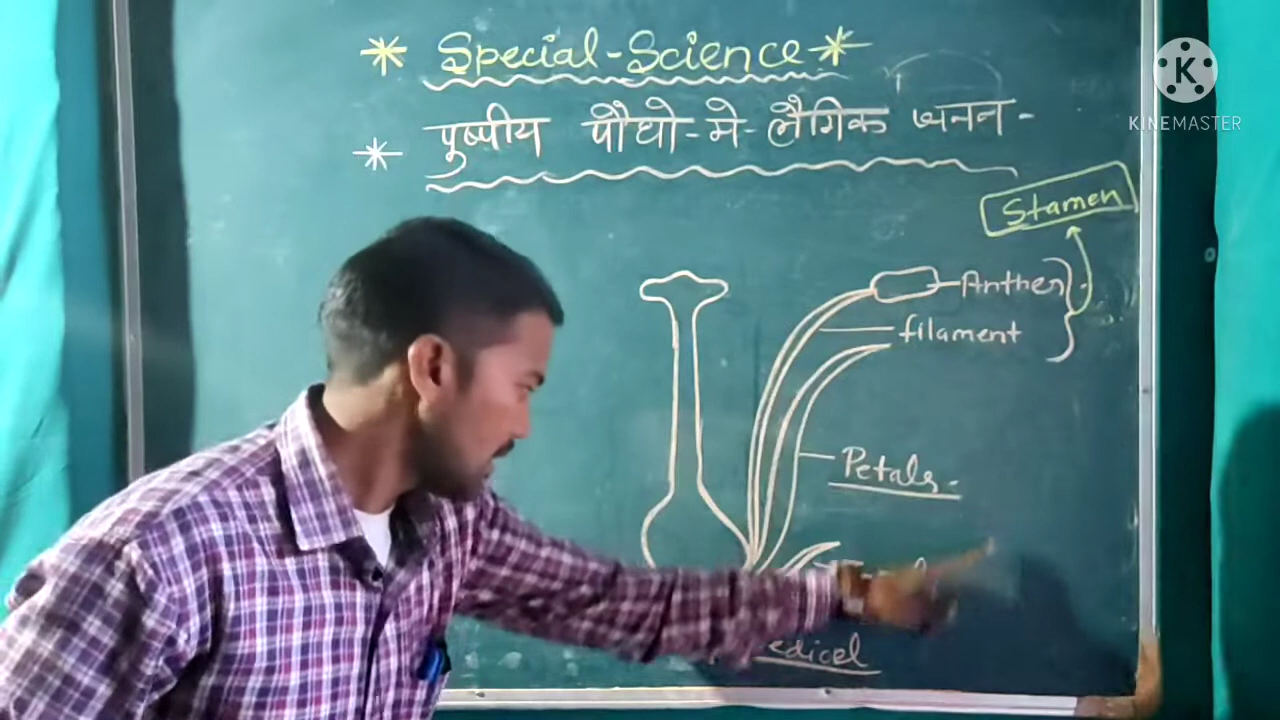 * Special-Science *
* पुष्पीय पौधो-मे-लैगिक जनन-
KINEMASTER
Stamen
Anther
filament
Petals.
edicel